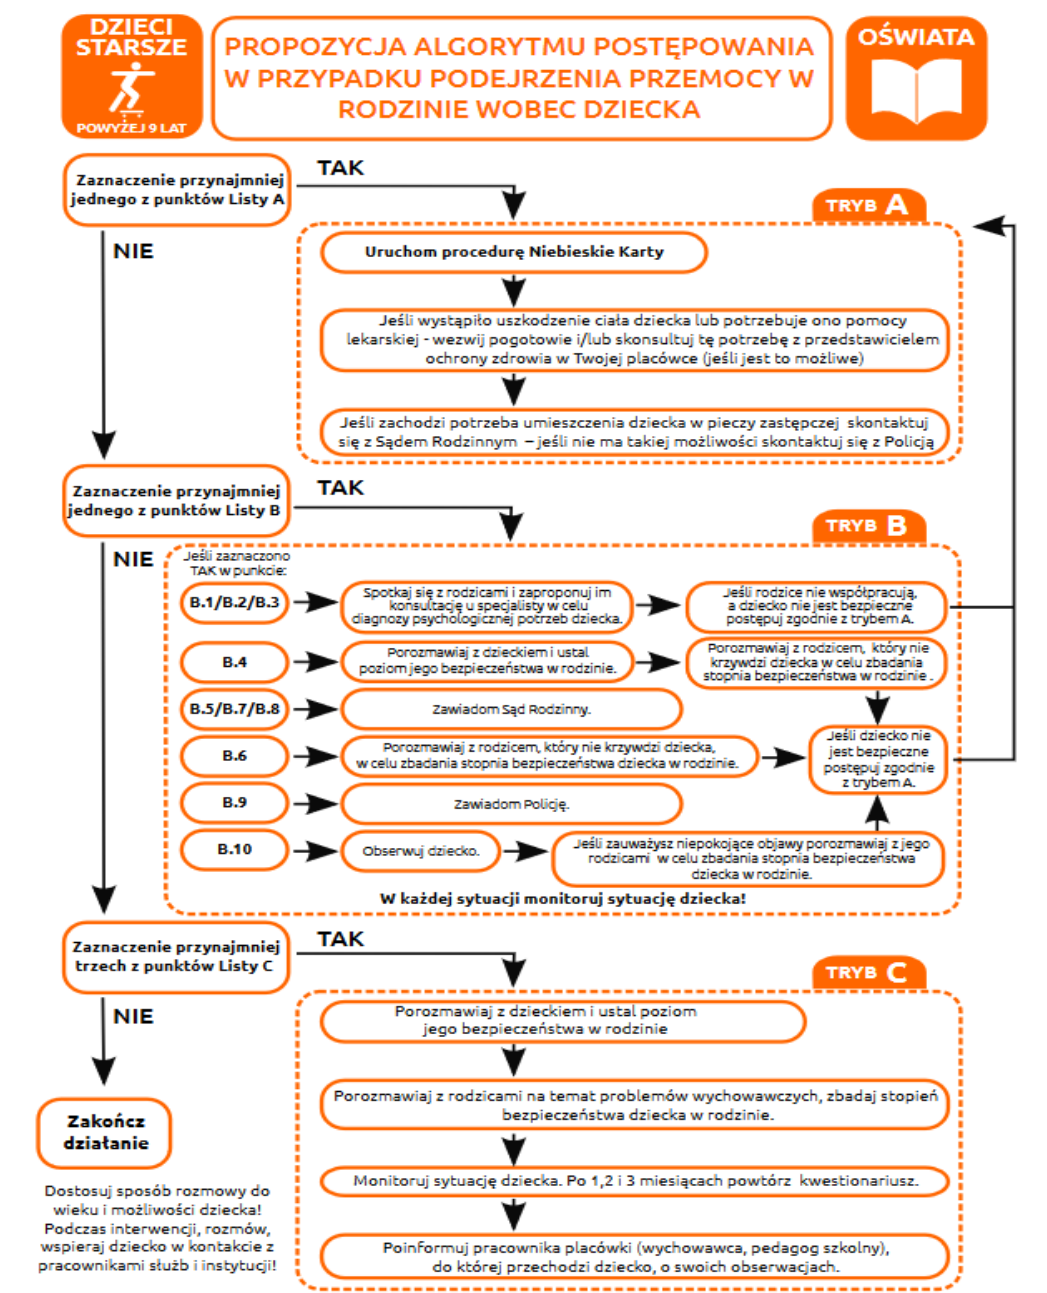 DZIECI
STARSZE
POWYŻEJ 9 LAT
PROPOZYCJA ALGORYTMU POSTĘPOWANIA
W PRZYPADKU PODEJRZENIA PRZEMOCY W
RODZINIE WOBEC DZIECKA
OŚWIATA
Zaznaczenie przynajmniej
jednego z punktów Listy A
TAK
NIE
TRYB A
Uruchom procedurę Niebieskie Karty
Jeśli wystąpiło uszkodzenie ciała dziecka lub potrzebuje ono pomocy
lekarskiej - wezwij pogotowie i/lub skonsultuj tę potrzebę z przedstawicielem
ochrony zdrowia w Twojej placówce (jeśli jest to możliwe)
Jeśli zachodzi potrzeba umieszczenia dziecka w pieczy zastępczej skontaktuj
się z Sądem Rodzinnym – jeśli nie ma takiej możliwości skontaktuj się z Policją
Zaznaczenie przynajmniej
jednego z punktów Listy B
TAK
NIE
TRYB B
Jeśli zaznaczono
TAK w punkcie:
B.1/B.2/B.3
Spotkaj się z rodzicami i zaproponuj im
konsultację u specjalisty w celu
diagnozy psychologicznej potrzeb dziecka.
Jeśli rodzice nie współpracują,
a dziecko nie jest bezpieczne
postępuj zgodnie z trybem A.
B.4
Porozmawiaj z dzieckiem i ustal
poziom jego bezpieczeństwa w rodzinie.
Porozmawiaj z rodzicem, który nie
krzywdzi dziecka w celu zbadania
stopnia bezpieczeństwa w rodzinie .
B.5/B.7/B.8
Zawiadom Sąd Rodzinny.
B.6
Porozmawiaj z rodzicem, który nie krzywdzi dziecka,
w celu zbadania stopnia bezpieczeństwa dziecka w rodzinie.
Jeśli dziecko nie
jest bezpieczne
postępuj zgodnie
z trybem A.
B.9
Zawiadom Policję.
B.10
Obserwuj dziecko.
Jeśli zauważysz niepokojące objawy porozmawiaj z jego
rodzicami w celu zbadania stopnia bezpieczeństwa
dziecka w rodzinie.
W każdej sytuacji monitoruj sytuację dziecka!
Zaznaczenie przynajmniej
trzech z punktów Listy C
TAK
NIE
TRYB C
Porozmawiaj z dzieckiem i ustal poziom
jego bezpieczeństwa w rodzinie
Porozmawiaj z rodzicami na temat problemów wychowawczych, zbadaj stopień
bezpieczeństwa dziecka w rodzinie.
Monitoruj sytuację dziecka. Po 1,2 i 3 miesiącach powtórz kwestionariusz.
Poinformuj pracownika placówki (wychowawca, pedagog szkolny),
do której przechodzi dziecko, o swoich obserwacjach.
Zakończ
działanie
Dostosuj sposób rozmowy do
wieku i możliwości dziecka!
Podczas interwencji, rozmów,
wspieraj dziecko w kontakcie z
pracownikami służb i instytucji!